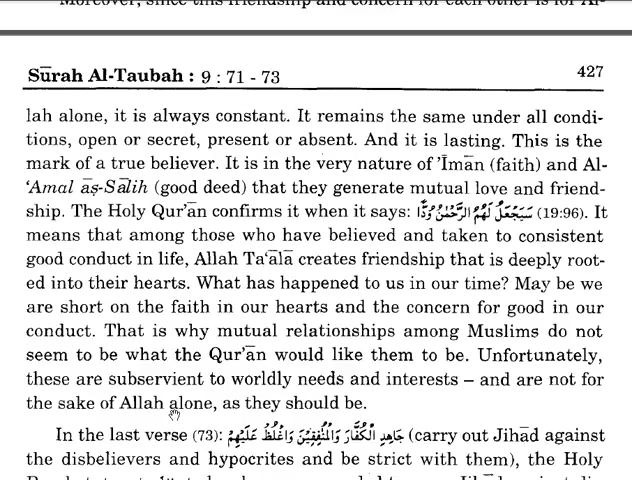 Moreover, since this friendship and concern for each other is for Al-
Sūrah Al-Taubah : 9 : 71 - 73
427
lah alone, it is always constant. It remains the same under all condi-
tions, open or secret, present or absent. And it is lasting. This is the
mark of a true believer. It is in the very nature of 'Īmān (faith) and Al-
'Amal āṣ-Sālih (good deed) that they generate mutual love and friend-
ship. The Holy Qur'ān confirms it when it says: سَيَجْعَلُ لَهُمُ الرَّحْمٰنُ وُدًّا (19:96). It
means that among those who have believed and taken to consistent
good conduct in life, Allah Ta'ālā creates friendship that is deeply root-
ed into their hearts. What has happened to us in our time? May be we
are short on the faith in our hearts and the concern for good in our
conduct. That is why mutual relationships among Muslims do not
seem to be what the Qur'ān would like them to be. Unfortunately,
these are subservient to worldly needs and interests – and are not for
the sake of Allah alone, as they should be.
In the last verse (73): جَاهِدِ الْكُفَّارَ وَالْمُنٰفِقِيْنَ وَاغْلُظْ عَلَيْهِمْ (carry out Jihād against
the disbelievers and hypocrites and be strict with them), the Holy